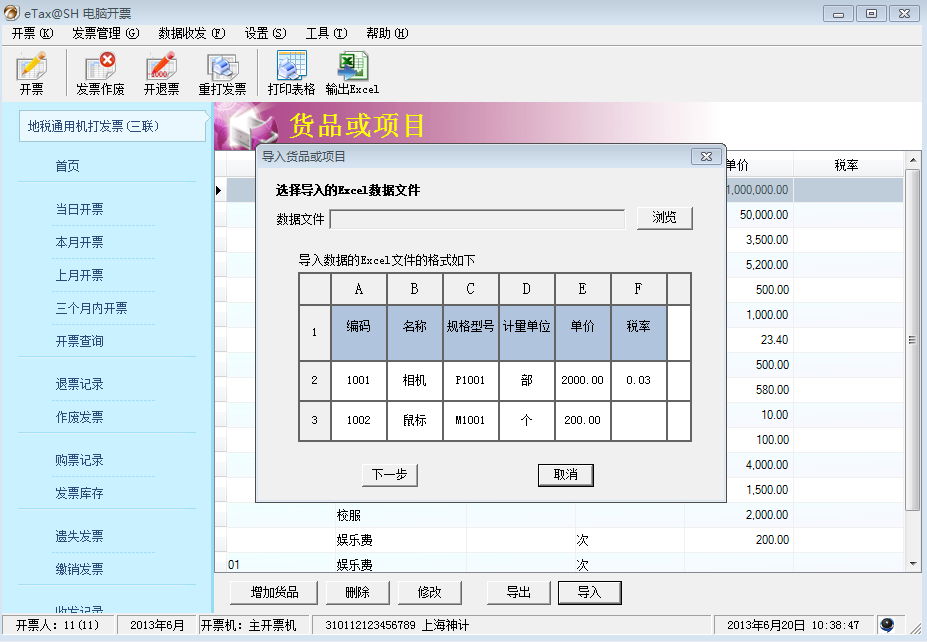 eTax@SH 电脑开票
开票(K) 发票管理(G) 数据收发(P) 设置(S) 工具(T) 帮助(H)
开票 发票作废 开退票 重打发票 打印表格 输出Excel
地税通用机打发票(三联)
首页
当日开票
本月开票
上月开票
三个月内开票
开票查询
退票记录
作废发票
购票记录
发票库存
遗失发票
缴销发票
收发记录
货品或项目
单价 税率
1,000,000.00
50,000.00
3,500.00
5,200.00
500.00
1,000.00
23.40
500.00
580.00
10.00
100.00
4,000.00
1,500.00
校服 2,000.00
娱乐费 次 200.00
01 娱乐费 次
导入货品或项目
选择导入的Excel数据文件
数据文件 浏览
导入数据的Excel文件的格式如下
A B C D E F
1 编码 名称 规格型号 计量单位 单价 税率
2 1001 相机 P1001 部 2000.00 0.03
3 1002 鼠标 M1001 个 200.00
下一步 取消
增加货品 删除 修改 导出 导入
开票人：11(11) 2013年6月 开票机：主开票机 310112123456789 上海神计 2013年6月20日 10:38:47